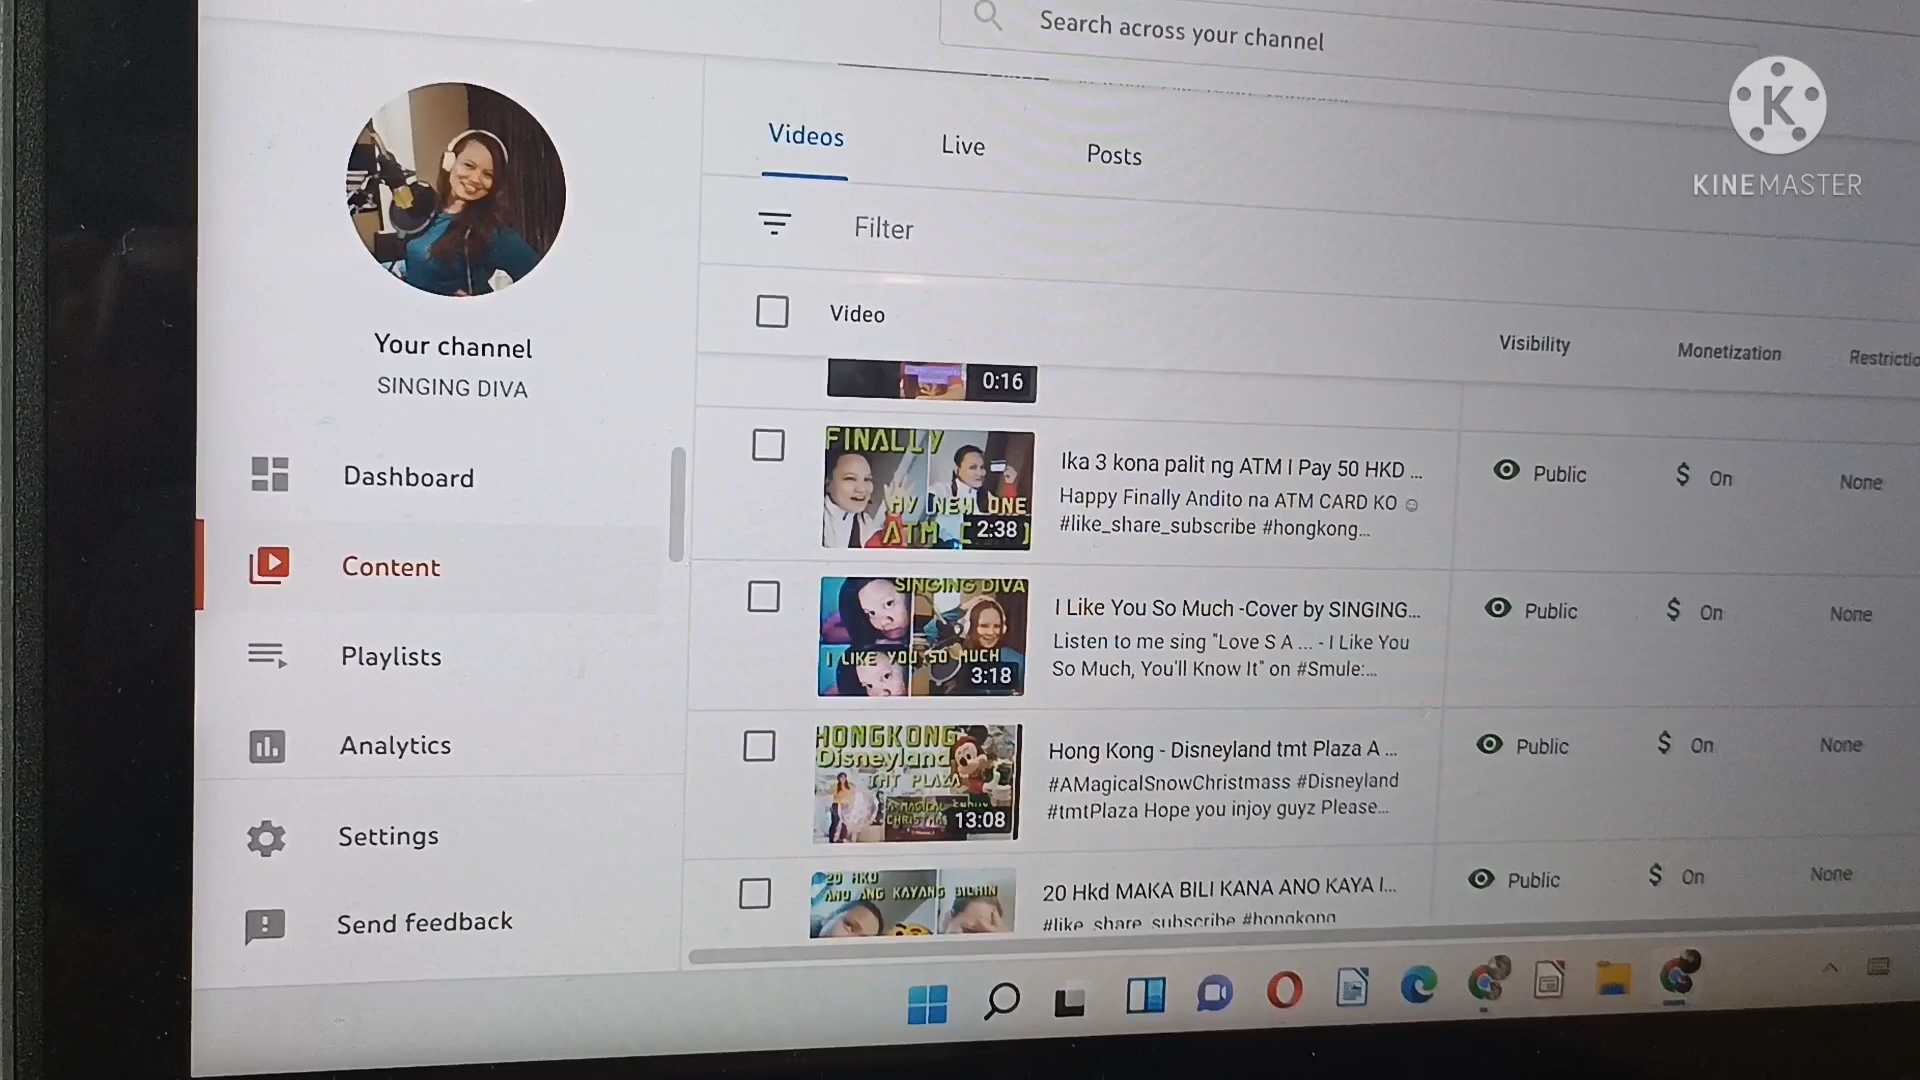 Search across your channel
KINEMASTER
Videos
Live
Posts
Filter
Video
Visibility
Monetization
Your channel
SINGING DIVA
Dashboard
Content
Playlists
Analytics
Settings
Send feedback
0:16
FINALLY
MY NEW ONE
ATM
2:38
Ika 3 kona palit ng ATM I Pay 50 HKD ...
Happy Finally Andito na ATM CARD KO ☺
#like_share_subscribe #hongkong...
Public
$ On
None
SINGING DIVA
I LIKE YOU SO MUCH
3:18
I Like You So Much -Cover by SINGING...
Listen to me sing "Love S A ... - I Like You
So Much, You'll Know It" on #Smule:...
Public
$ On
None
HONGKONG
Disneyland
TMT PLAZA
13:08
Hong Kong - Disneyland tmt Plaza A ...
#AMagicalSnowChristmass #Disneyland
#tmtPlaza Hope you injoy guyz Please...
Public
$ On
None
20 HKD
ANO ANG KAYANG BILHIN
20 Hkd MAKA BILI KANA ANO KAYA I...
#like_share_subscribe #hongkong
Public
$ On
None